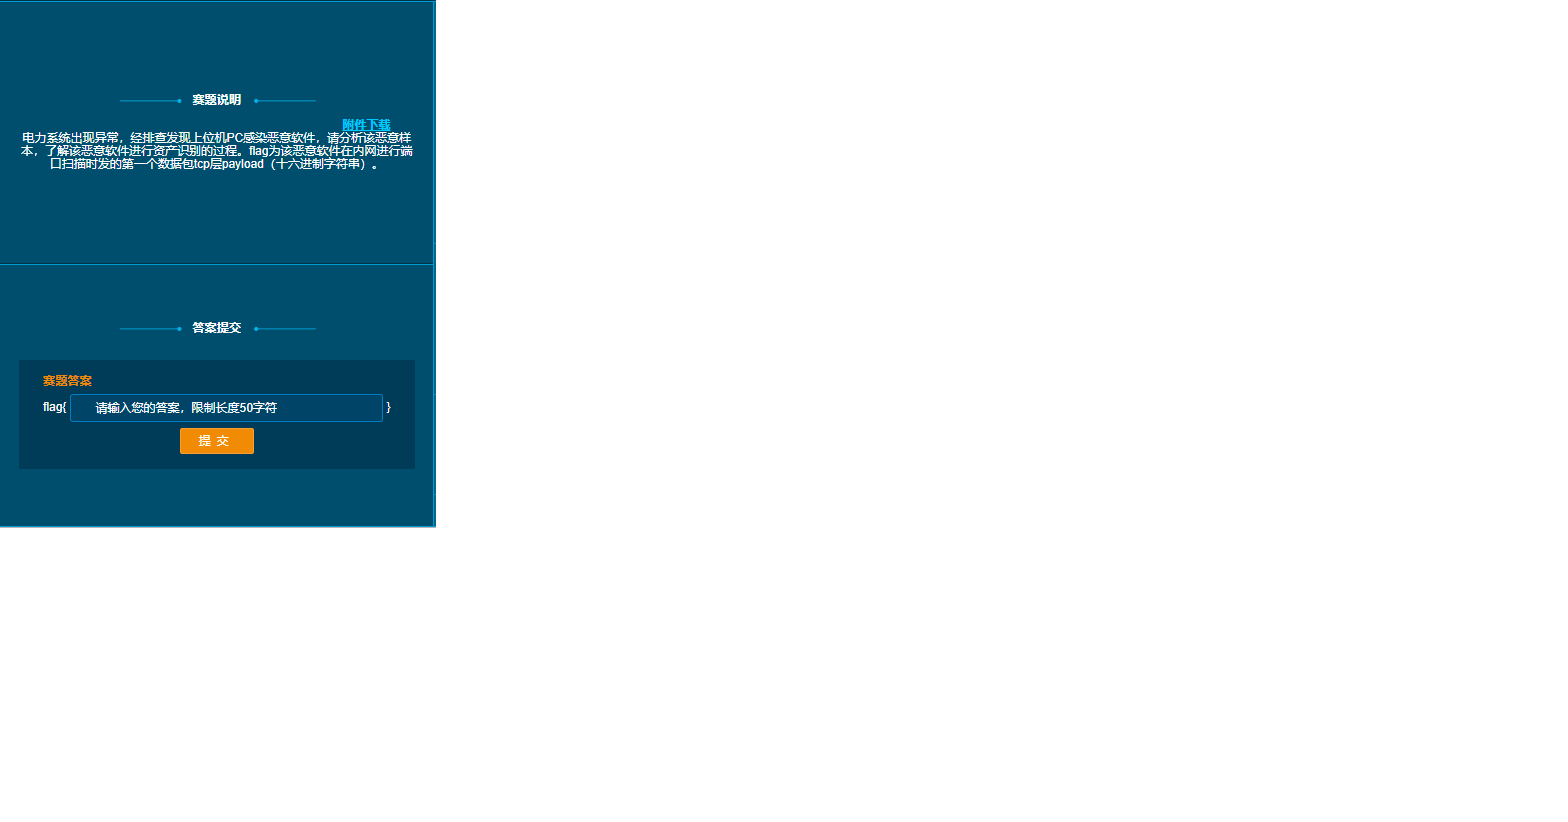 赛题说明
附件下载
电力系统出现异常，经排查发现上位机PC感染恶意软件，请分析该恶意样
本，了解该恶意软件进行资产识别的过程。flag为该恶意软件在内网进行端
口扫描时发的第一个数据包tcp层payload（十六进制字符串）。
答案提交
赛题答案
flag{ 请输入您的答案，限制长度50字符 }
提 交